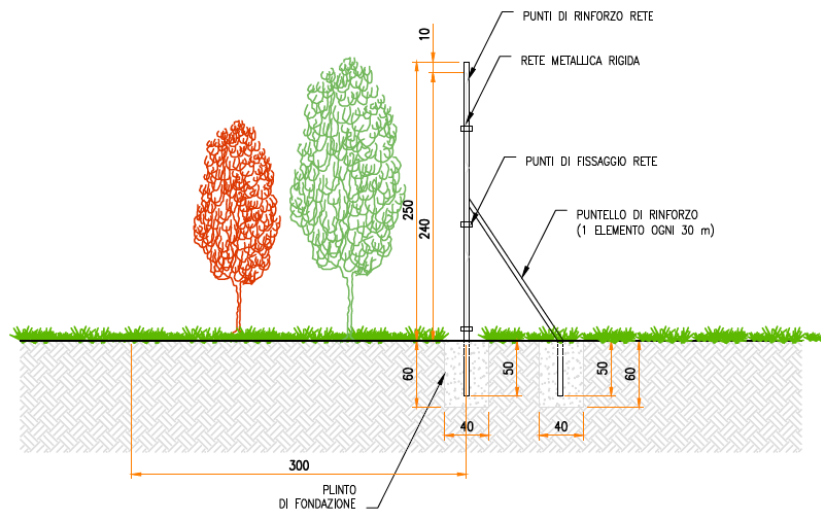 PUNTI DI RINFORZO RETE
10
RETE METALLICA RIGIDA
PUNTI DI FISSAGGIO RETE
250
240
PUNTELLO DI RINFORZO
(1 ELEMENTO OGNI 30 m)
60
50
50
60
40
40
300
PLINTO
DI FONDAZIONE